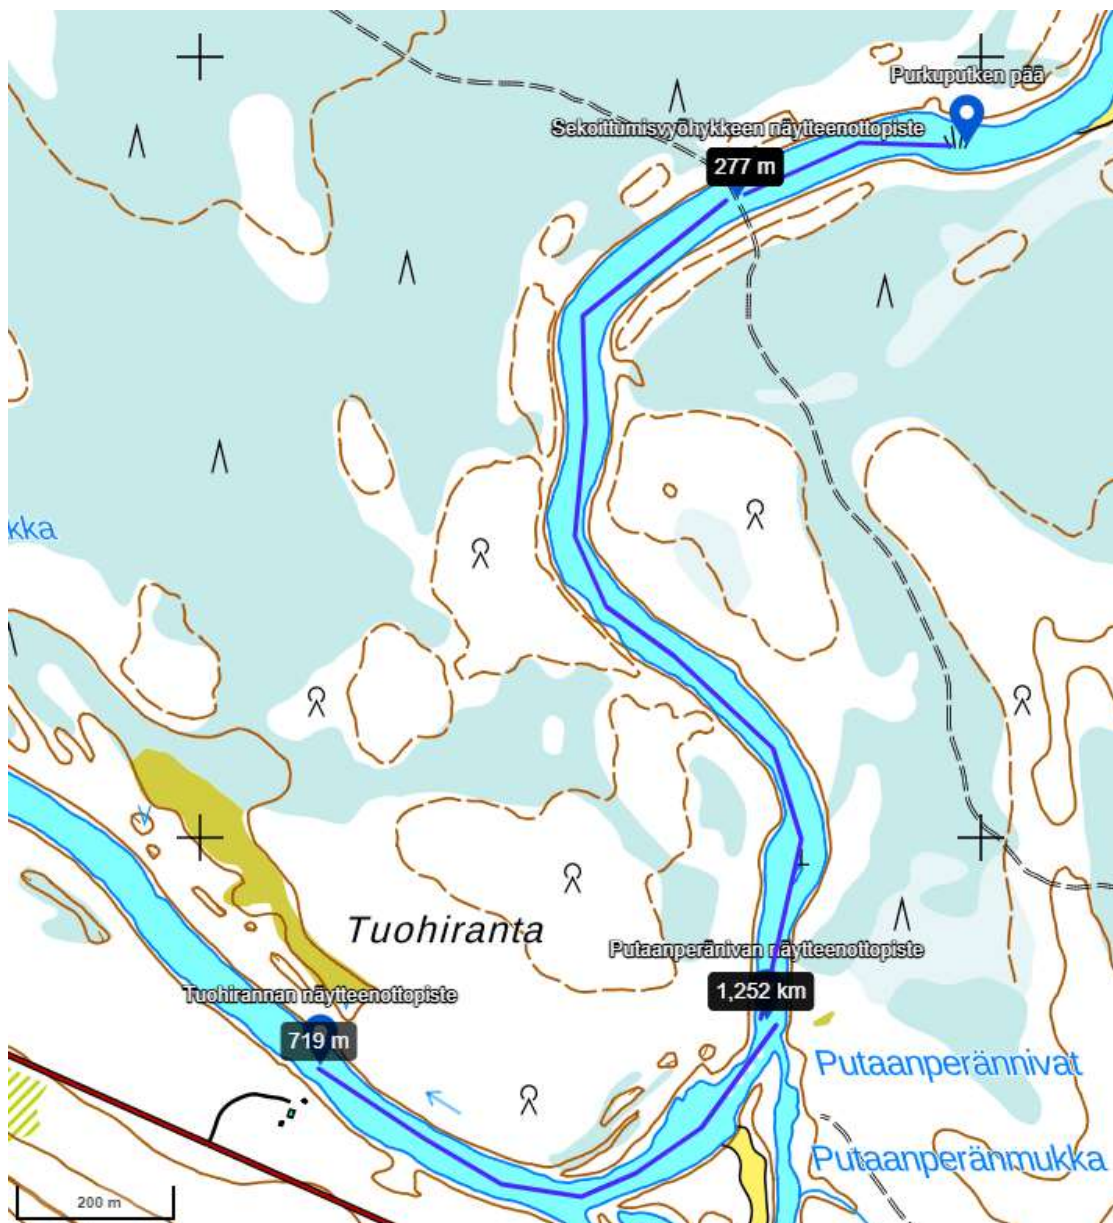 Purkuputken pää
Sekoittumisvyöhykkeen näytteenottopiste
277 m
kka
Tuohiranta
Putaanperänivan näytteenottopiste
1,252 km
Tuohirannan näytteenottopiste
719 m
Putaanperännivat
Putaanperänmukka
200 m